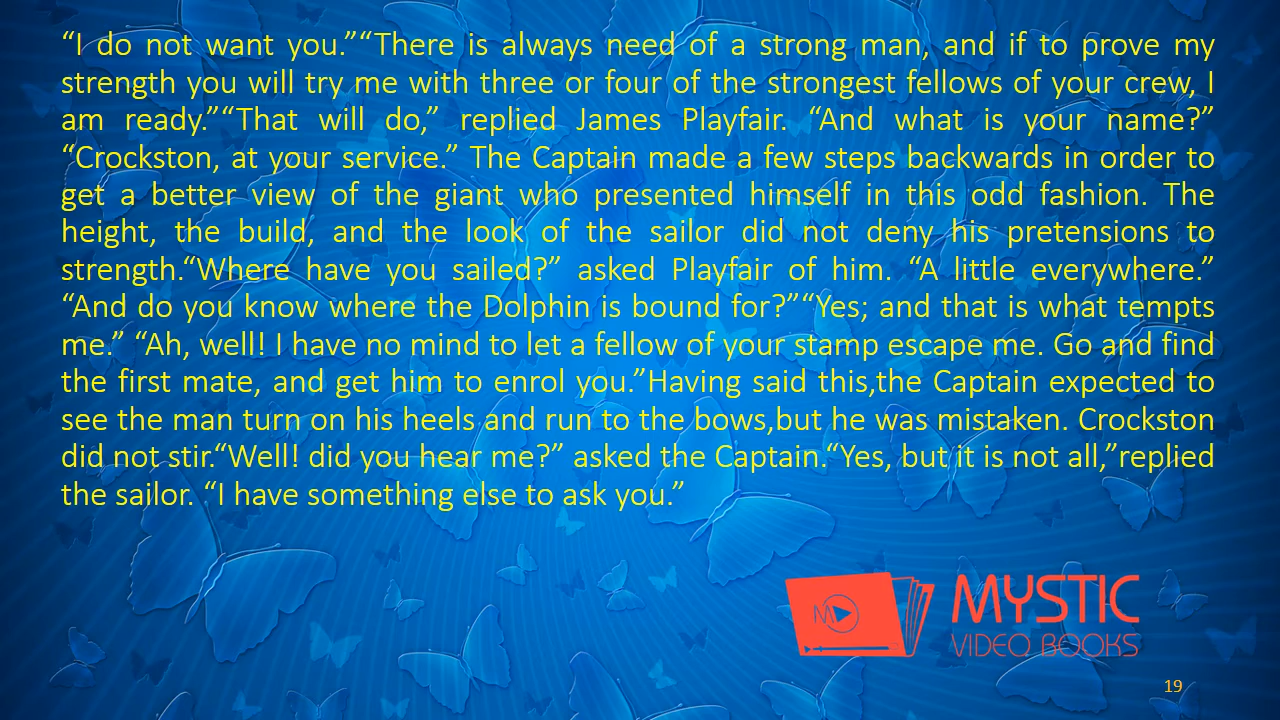 “I do not want you.”“There is always need of a strong man, and if to prove my
strength you will try me with three or four of the strongest fellows of your crew, I
am ready.”“That will do,” replied James Playfair. “And what is your name?”
“Crockston, at your service.” The Captain made a few steps backwards in order to
get a better view of the giant who presented himself in this odd fashion. The
height, the build, and the look of the sailor did not deny his pretensions to
strength.“Where have you sailed?” asked Playfair of him. “A little everywhere.”
“And do you know where the Dolphin is bound for?”“Yes; and that is what tempts
me.” “Ah, well! I have no mind to let a fellow of your stamp escape me. Go and find
the first mate, and get him to enrol you.”Having said this,the Captain expected to
see the man turn on his heels and run to the bows,but he was mistaken. Crockston
did not stir.“Well! did you hear me?” asked the Captain.“Yes, but it is not all,”replied
the sailor. “I have something else to ask you.”
MYSTIC
VIDEO BOOKS
19